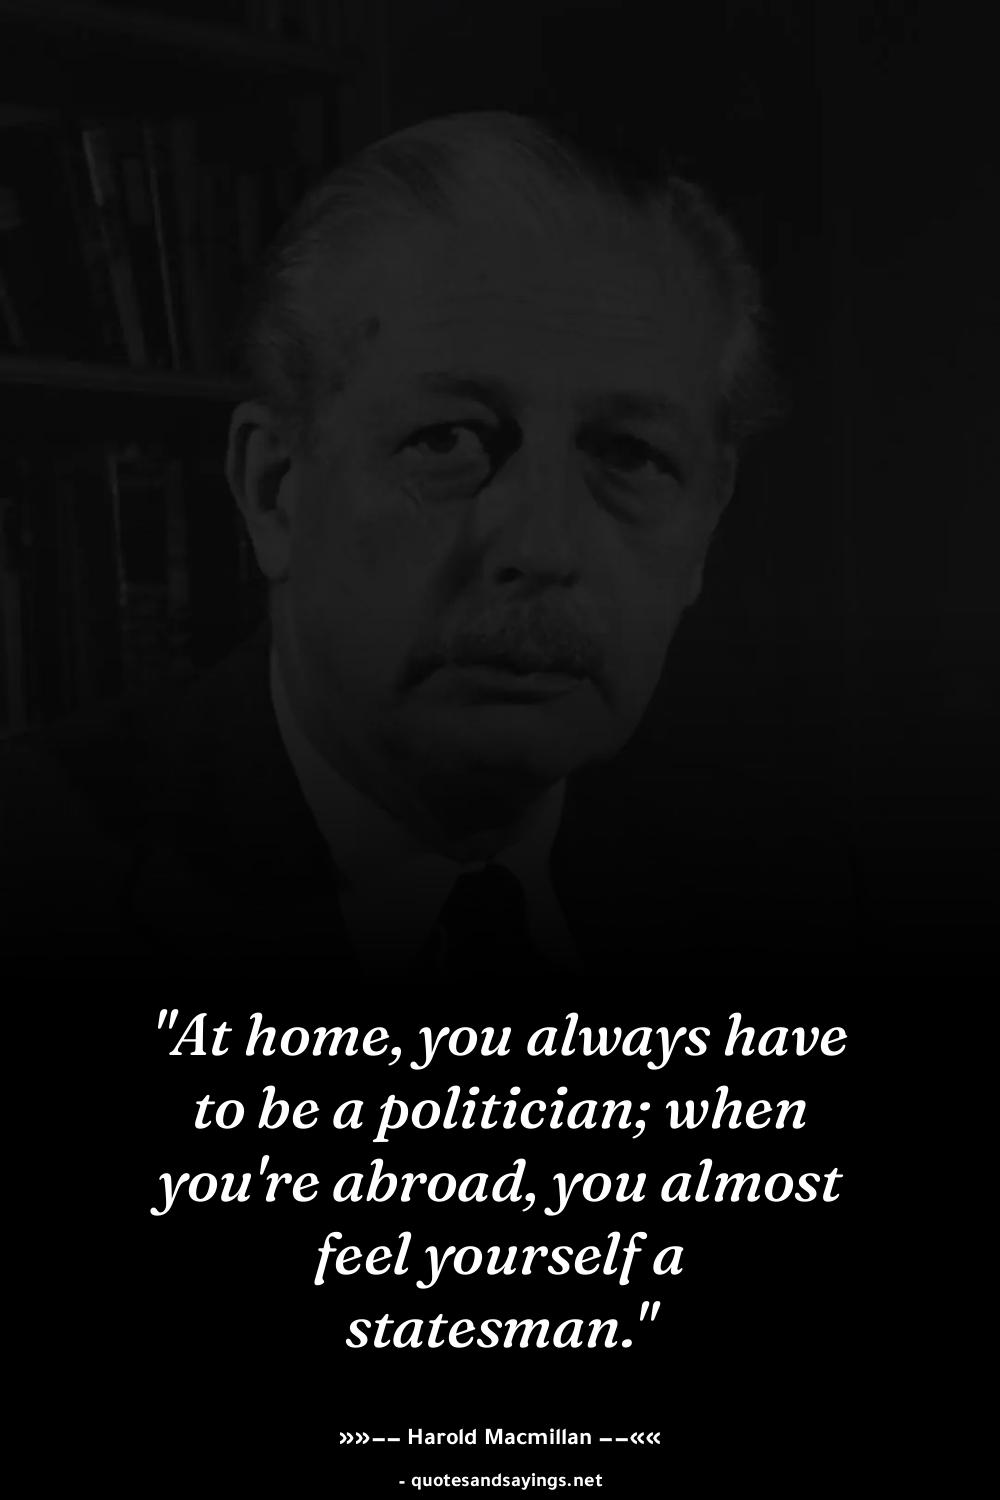 "At home, you always have
to be a politician; when
you're abroad, you almost
feel yourself a
statesman."
»»−− Harold Macmillan −−««
- quotesandsayings.net